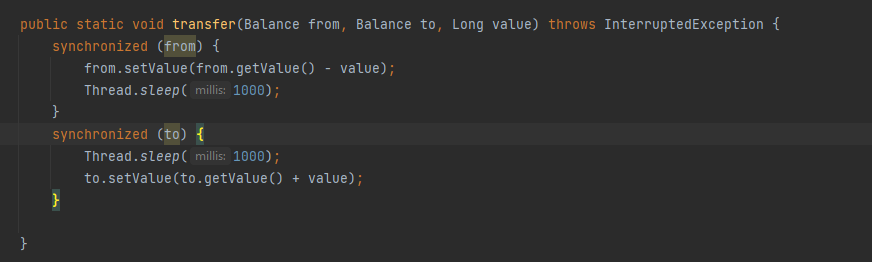 public static void transfer(Balance from, Balance to, Long value) throws InterruptedException {
    synchronized (from) {
        from.setValue(from.getValue() - value);
        Thread.sleep( millis: 1000);
    }
    synchronized (to) {
        Thread.sleep( millis: 1000);
        to.setValue(to.getValue() + value);
    }
}